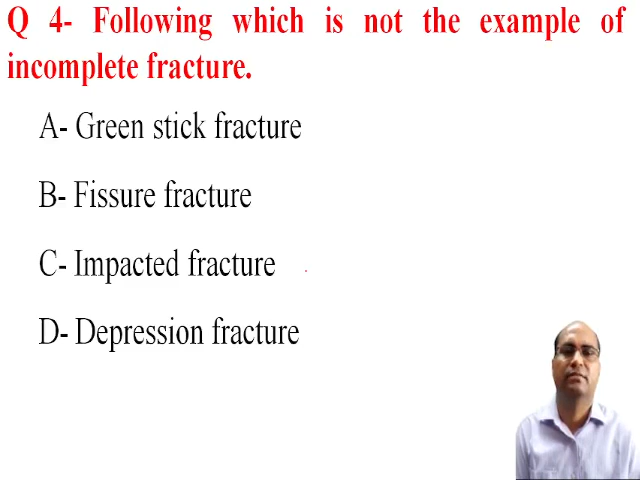 Q 4- Following which is not the example of
incomplete fracture.
A- Green stick fracture
B- Fissure fracture
C- Impacted fracture
D- Depression fracture